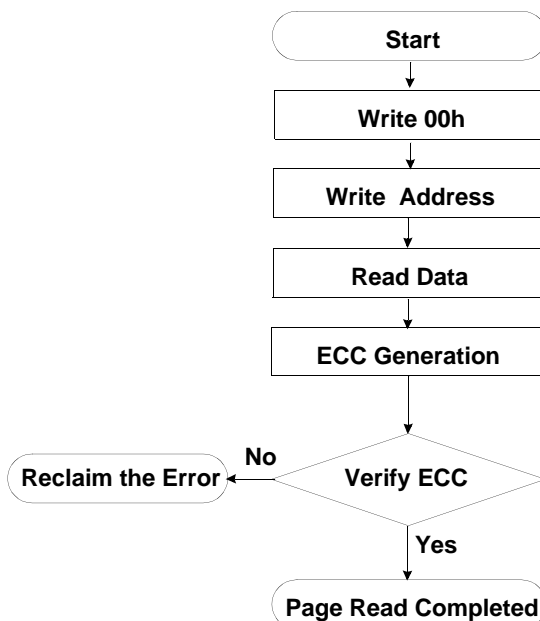 Start
Write 00h
Write Address
Read Data
ECC Generation
Verify ECC
No
Reclaim the Error
Yes
Page Read Completed